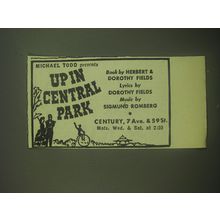 MICHAEL TODD presents
UP IN
CENTRAL
PARK
Book by HERBERT &
DOROTHY FIELDS
Lyrics by
DOROTHY FIELDS
Music by
SIGMUND ROMBERG
CENTURY, 7 Ave. & 59 St.
Mats. Wed. & Sat. at 2:30